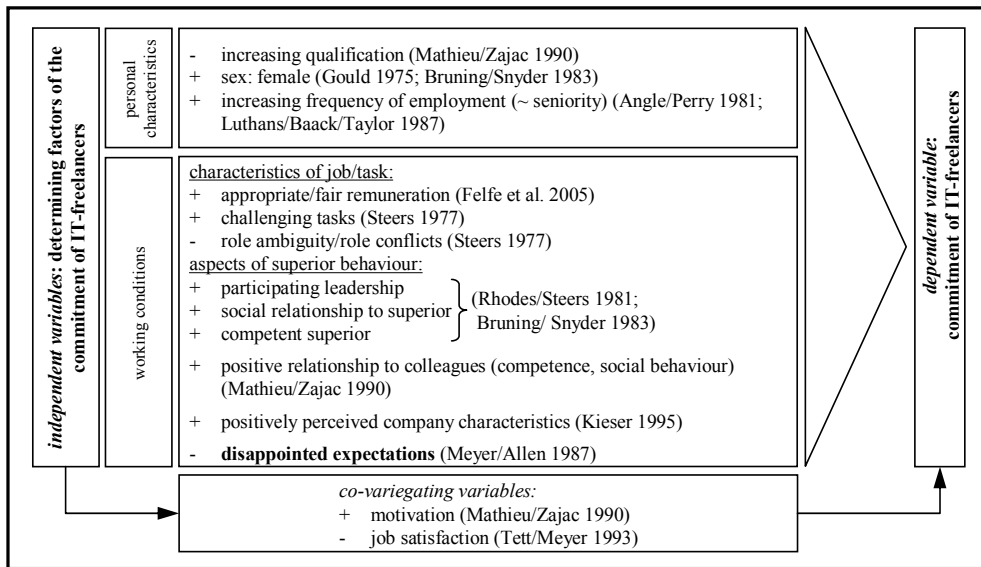 independent variables: determining factors of the
commitment of IT-freelancers
personal
characteristics
- increasing qualification (Mathieu/Zajac 1990)
+ sex: female (Gould 1975; Bruning/Snyder 1983)
+ increasing frequency of employment (~ seniority) (Angle/Perry 1981;
Luthans/Baack/Taylor 1987)
working conditions
characteristics of job/task:
+ appropriate/fair remuneration (Felfe et al. 2005)
+ challenging tasks (Steers 1977)
- role ambiguity/role conflicts (Steers 1977)
aspects of superior behaviour:
+ participating leadership
+ social relationship to superior
+ competent superior
(Rhodes/Steers 1981;
Bruning/ Snyder 1983)
+ positive relationship to colleagues (competence, social behaviour)
(Mathieu/Zajac 1990)
+ positively perceived company characteristics (Kieser 1995)
- disappointed expectations (Meyer/Allen 1987)
co-variegating variables:
+ motivation (Mathieu/Zajac 1990)
- job satisfaction (Tett/Meyer 1993)
dependent variable:
commitment of IT-freelancers